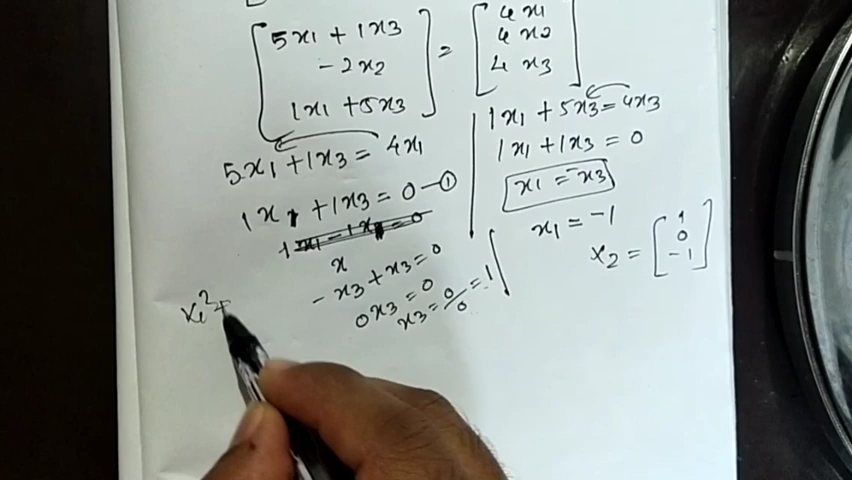 5x1 + 1x3 = 4x1
-2x2 4x2
1x1 + 5x3 4x3
5x1 + 1x3 = 4x1
1x1 + 1x3 = 0 — ①
x
-x3 + x3 = 0
0x3 = 0
x3 = 0/0 = 1
1x1 + 5x3 = 4x3
1x1 + 1x3 = 0
x1 = -x3
x1 = -1
x2 = [1
0
-1]